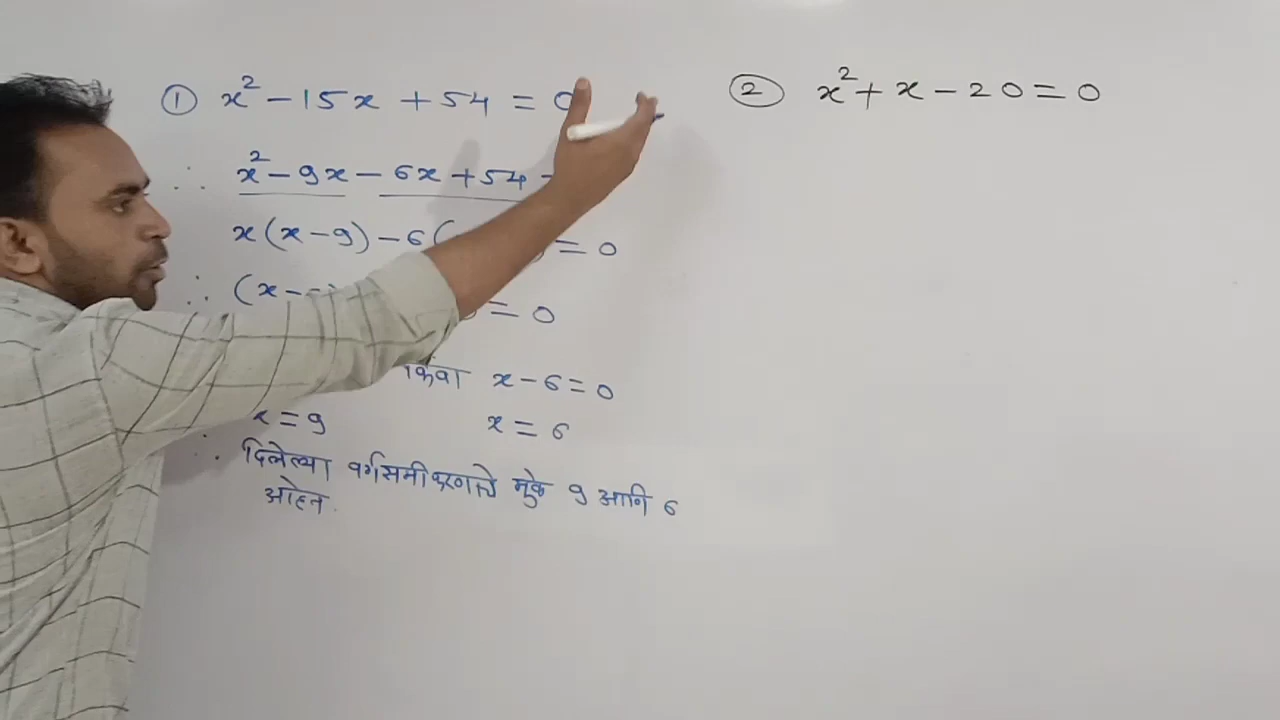 ① x² - 15x + 54 = 0
∴ x² - 9x - 6x + 54
x(x - 9) - 6( = 0
∴ (x - = 0
किंवा x - 6 = 0
x = 9 x = 6
∴ दिलेल्या वर्गसमीकरणाचे मुळे 9 आणि 6
आहेत.
② x² + x - 20 = 0